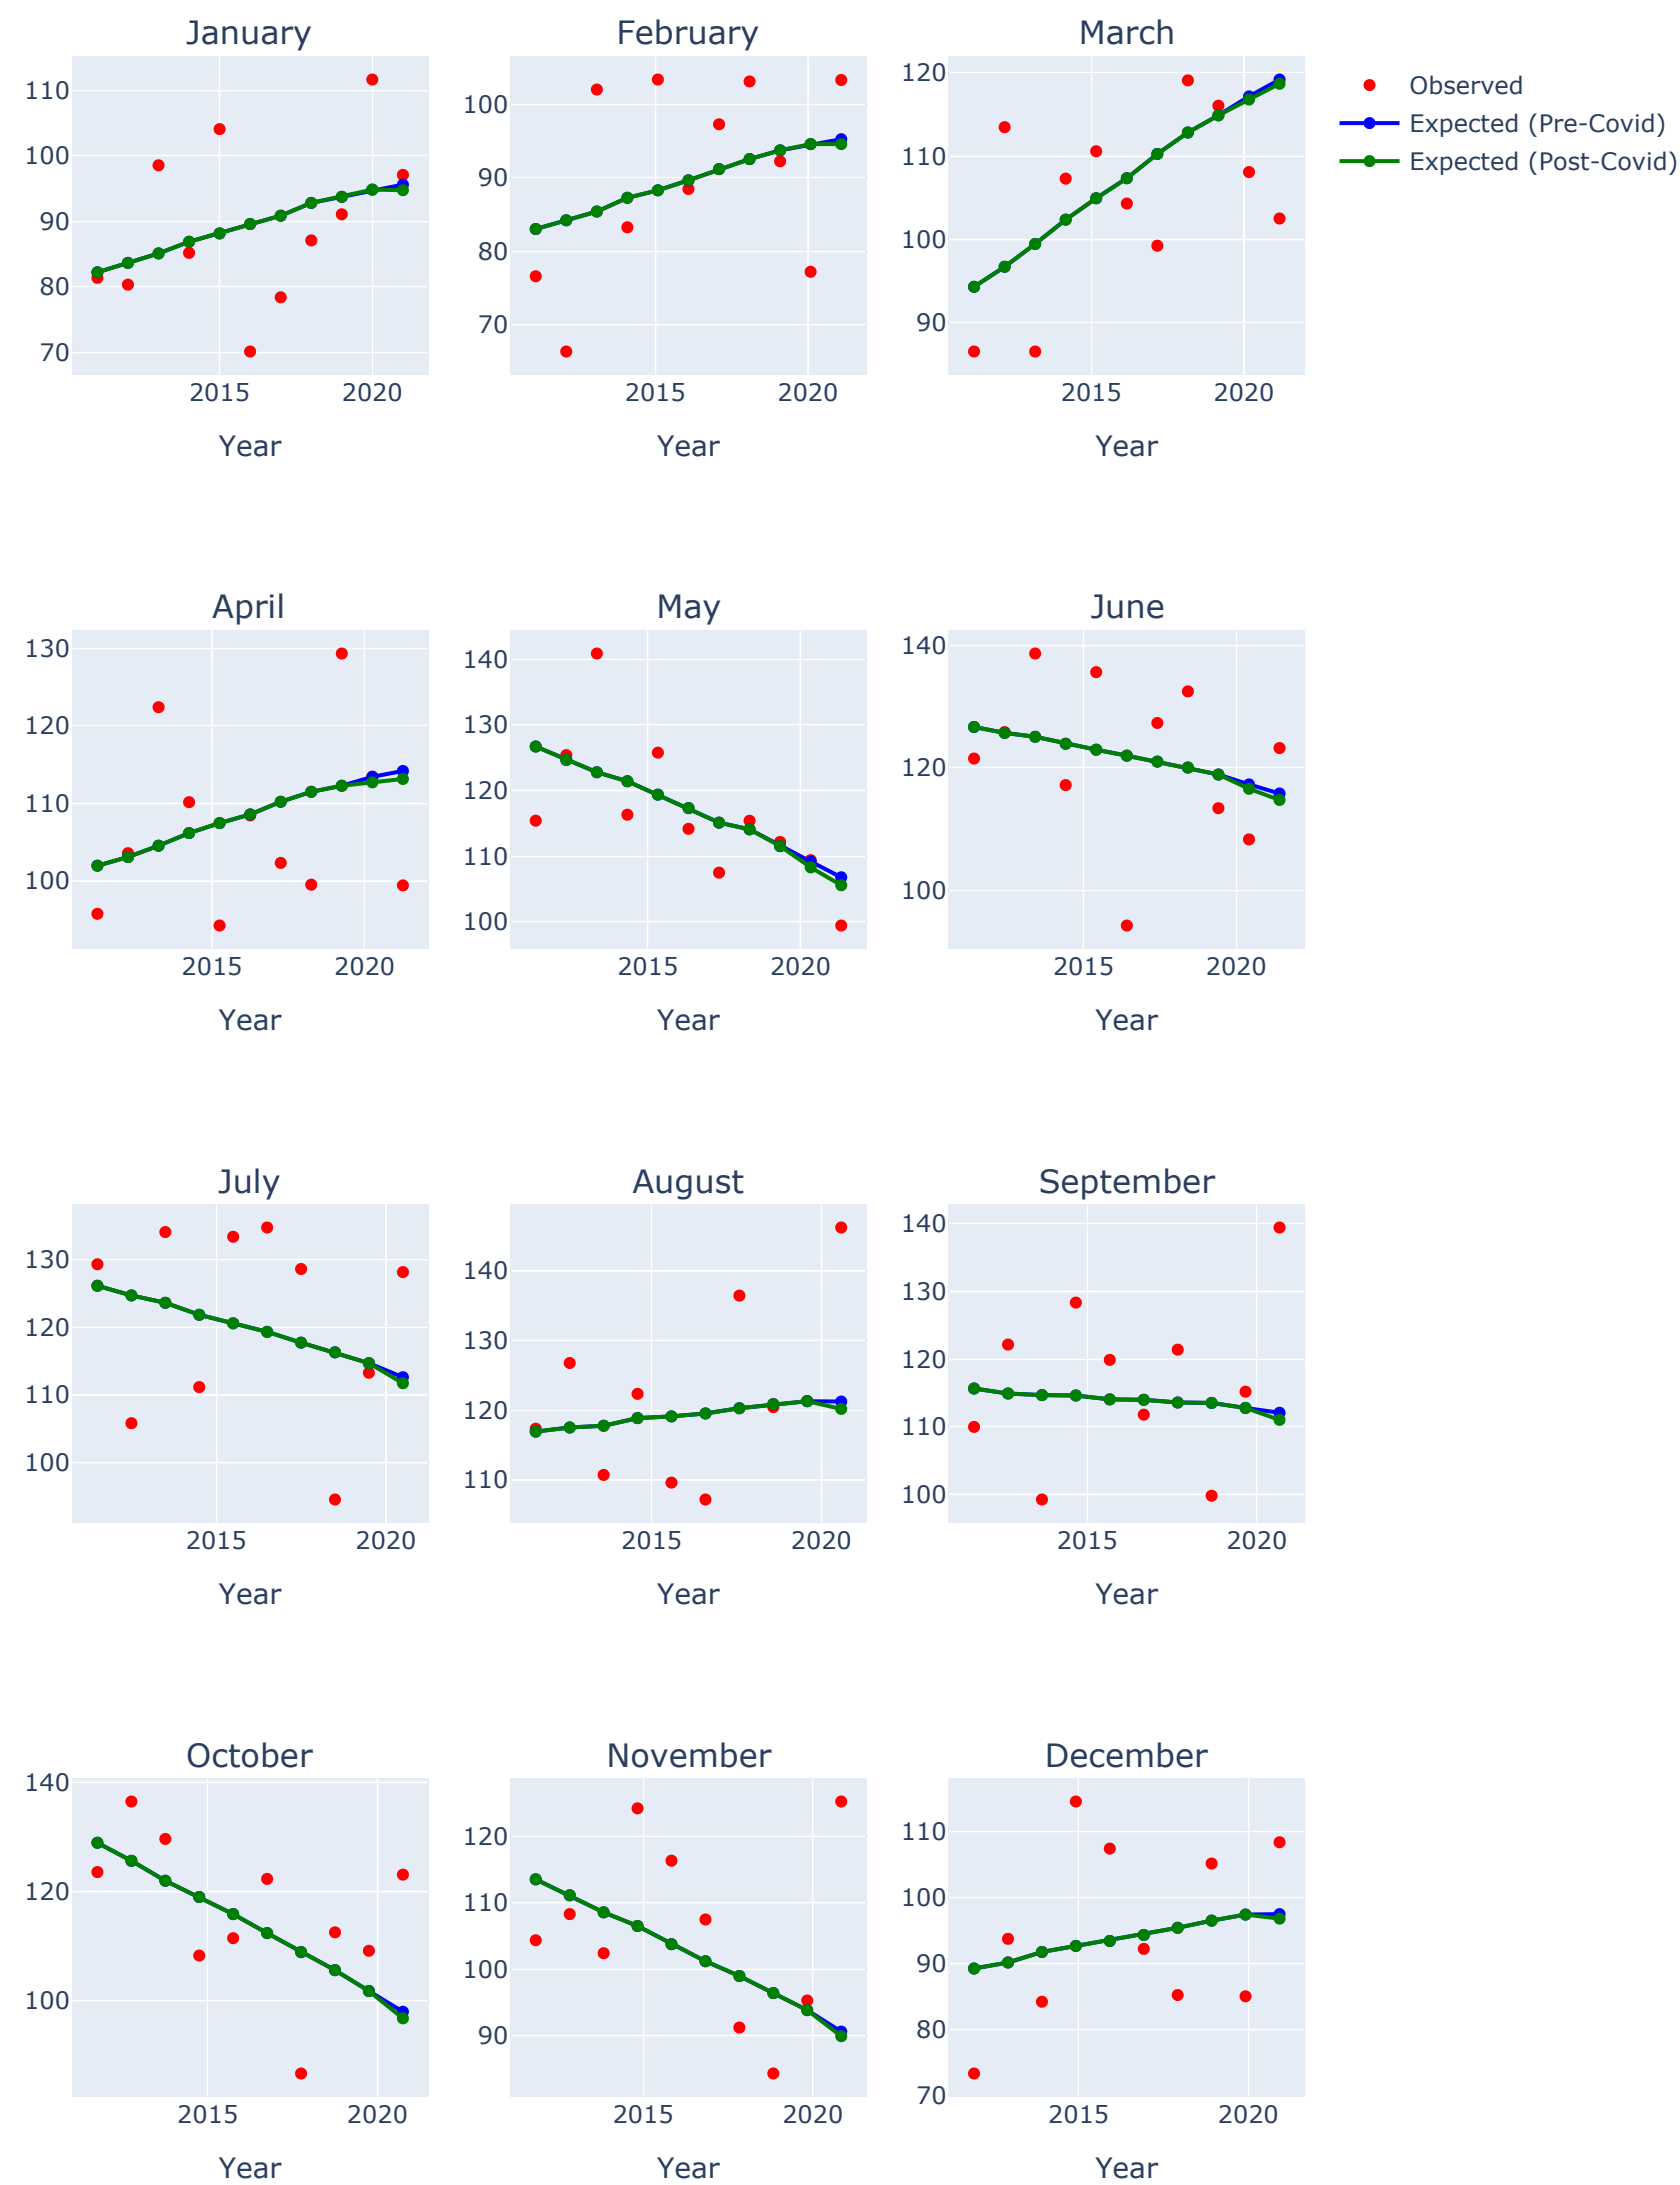 January
February
March
110
100
90
80
70
2015
2020
Year
100
90
80
70
2015
2020
Year
120
110
100
90
2015
2020
Year
Observed
Expected (Pre-Covid)
Expected (Post-Covid)
April
May
June
130
120
110
100
2015
2020
Year
140
130
120
110
100
2015
2020
Year
140
120
100
2015
2020
Year
July
August
September
130
120
110
100
2015
2020
Year
140
130
120
110
2015
2020
Year
140
130
120
110
100
2015
2020
Year
October
November
December
140
120
100
2015
2020
Year
120
110
100
90
2015
2020
Year
110
100
90
80
70
2015
2020
Year